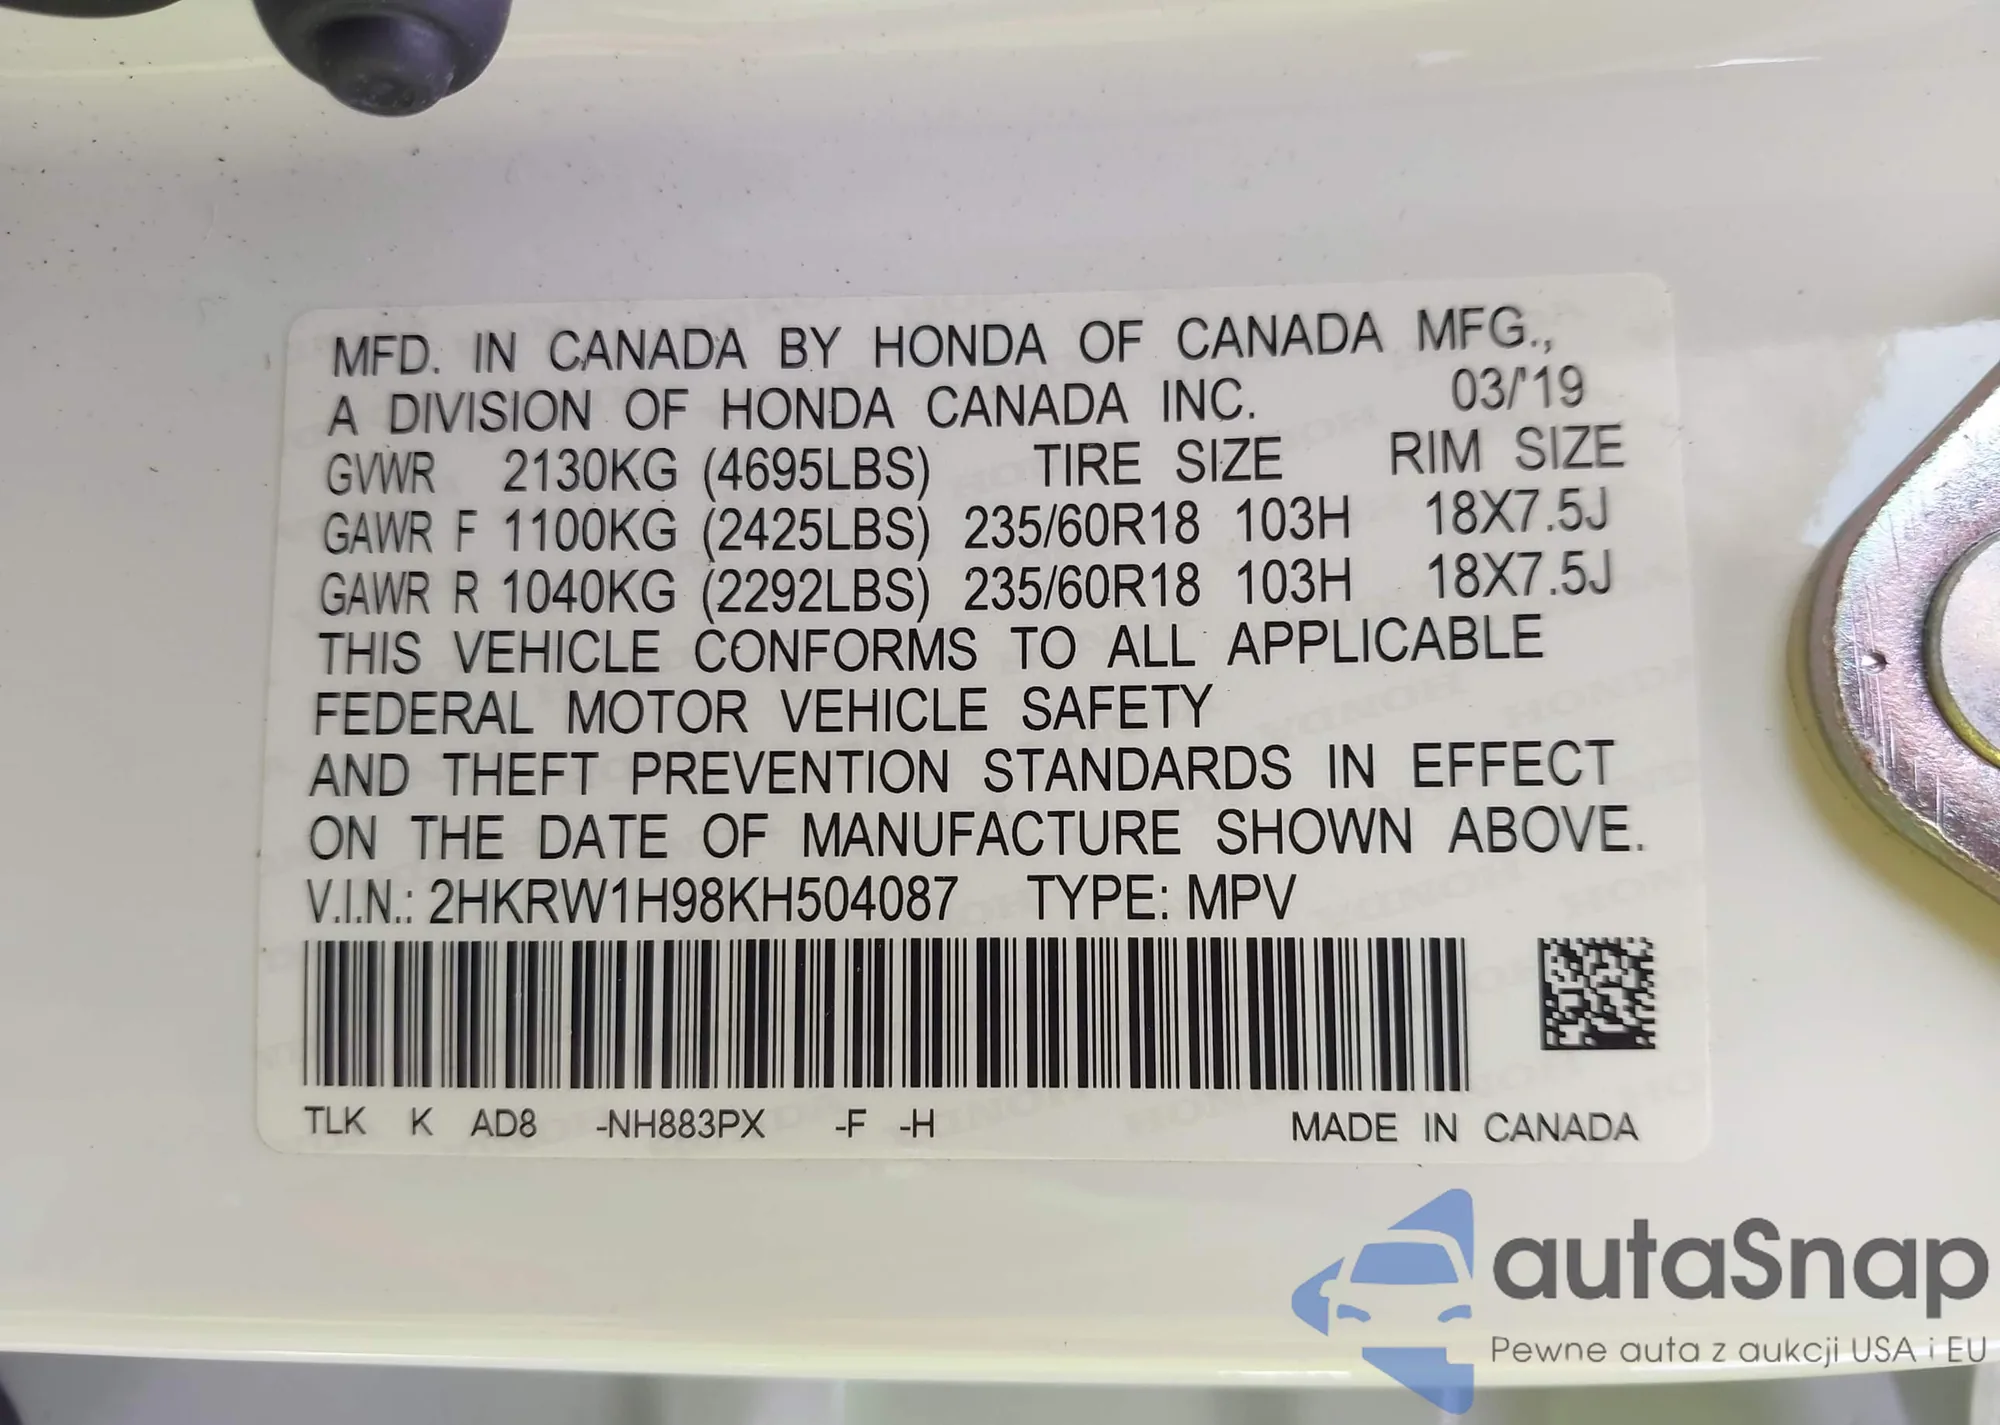 MFD. IN CANADA BY HONDA OF CANADA MFG.,
A DIVISION OF HONDA CANADA INC. 03/'19
GVWR 2130KG (4695LBS) TIRE SIZE RIM SIZE
GAWR F 1100KG (2425LBS) 235/60R18 103H 18X7.5J
GAWR R 1040KG (2292LBS) 235/60R18 103H 18X7.5J
THIS VEHICLE CONFORMS TO ALL APPLICABLE
FEDERAL MOTOR VEHICLE SAFETY
AND THEFT PREVENTION STANDARDS IN EFFECT
ON THE DATE OF MANUFACTURE SHOWN ABOVE.
V.I.N.: 2HKRW1H98KH504087 TYPE: MPV
TLK K AD8 -NH883PX -F -H MADE IN CANADA
autaSnap
Pewne auta z aukcji USA i EU